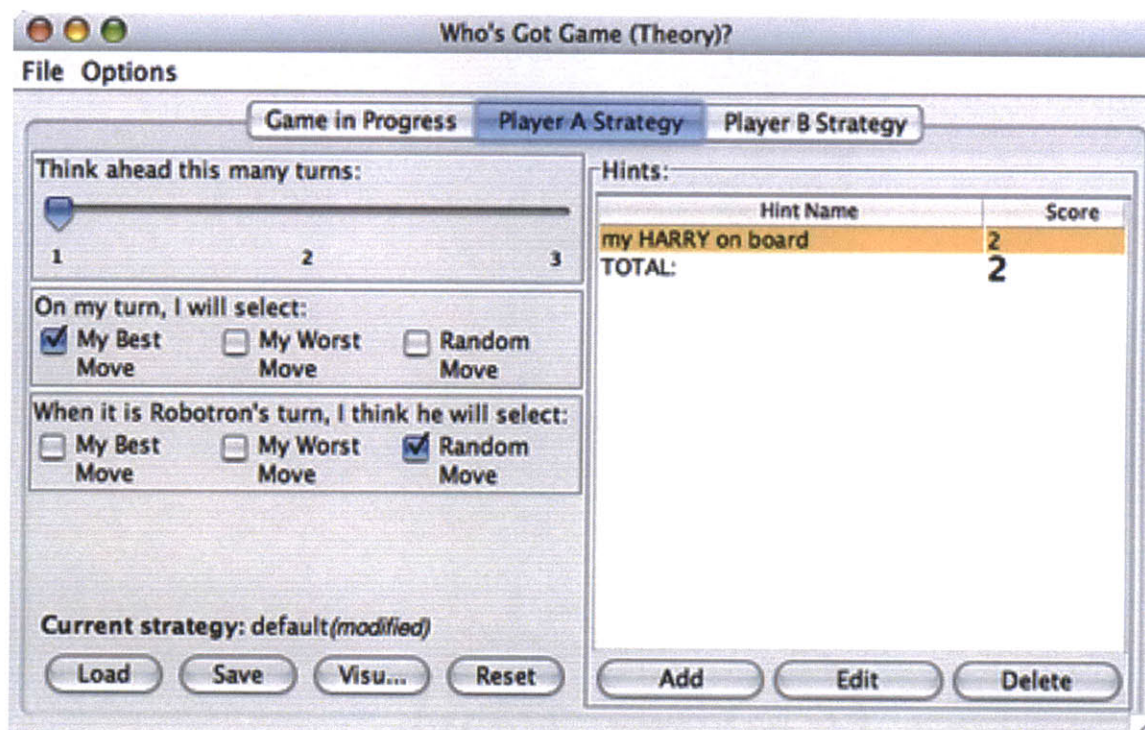 Who's Got Game (Theory)?
File Options
Game in Progress Player A Strategy Player B Strategy
Think ahead this many turns:
1 2 3
On my turn, I will select:
My Best Move
My Worst Move
Random Move
When it is Robotron's turn, I think he will select:
My Best Move
My Worst Move
Random Move
Current strategy: default(modified)
Load Save Visu... Reset
Hints:
Hint Name Score
my HARRY on board 2
TOTAL: 2
Add Edit Delete